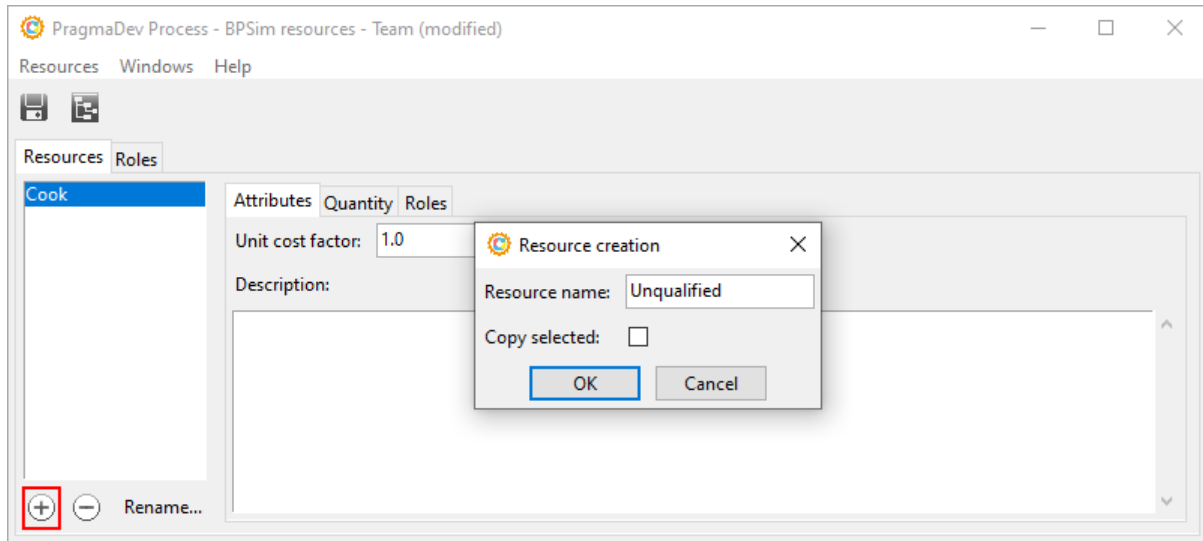 PragmaDev Process - BPSim resources - Team (modified)
Resources Windows Help
Resources Roles
Cook
Attributes Quantity Roles
Unit cost factor: 1.0
Description:
Resource creation
Resource name: Unqualified
Copy selected:
OK Cancel
Rename...